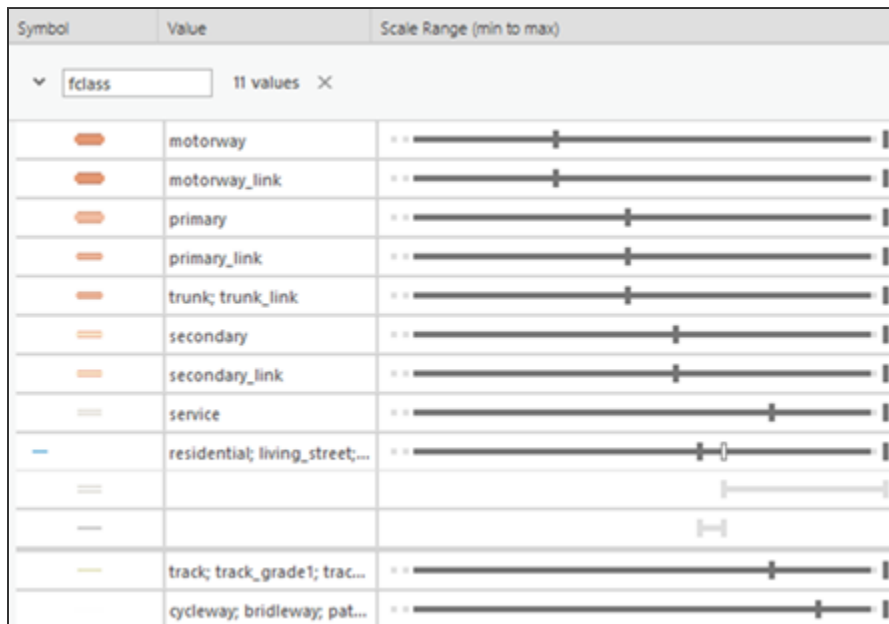 Symbol Value Scale Range (min to max)
fclass 11 values
motorway
motorway_link
primary
primary_link
trunk; trunk_link
secondary
secondary_link
service
residential; living_street;...
track; track_grade1; trac...
cycleway; bridleway; pat...